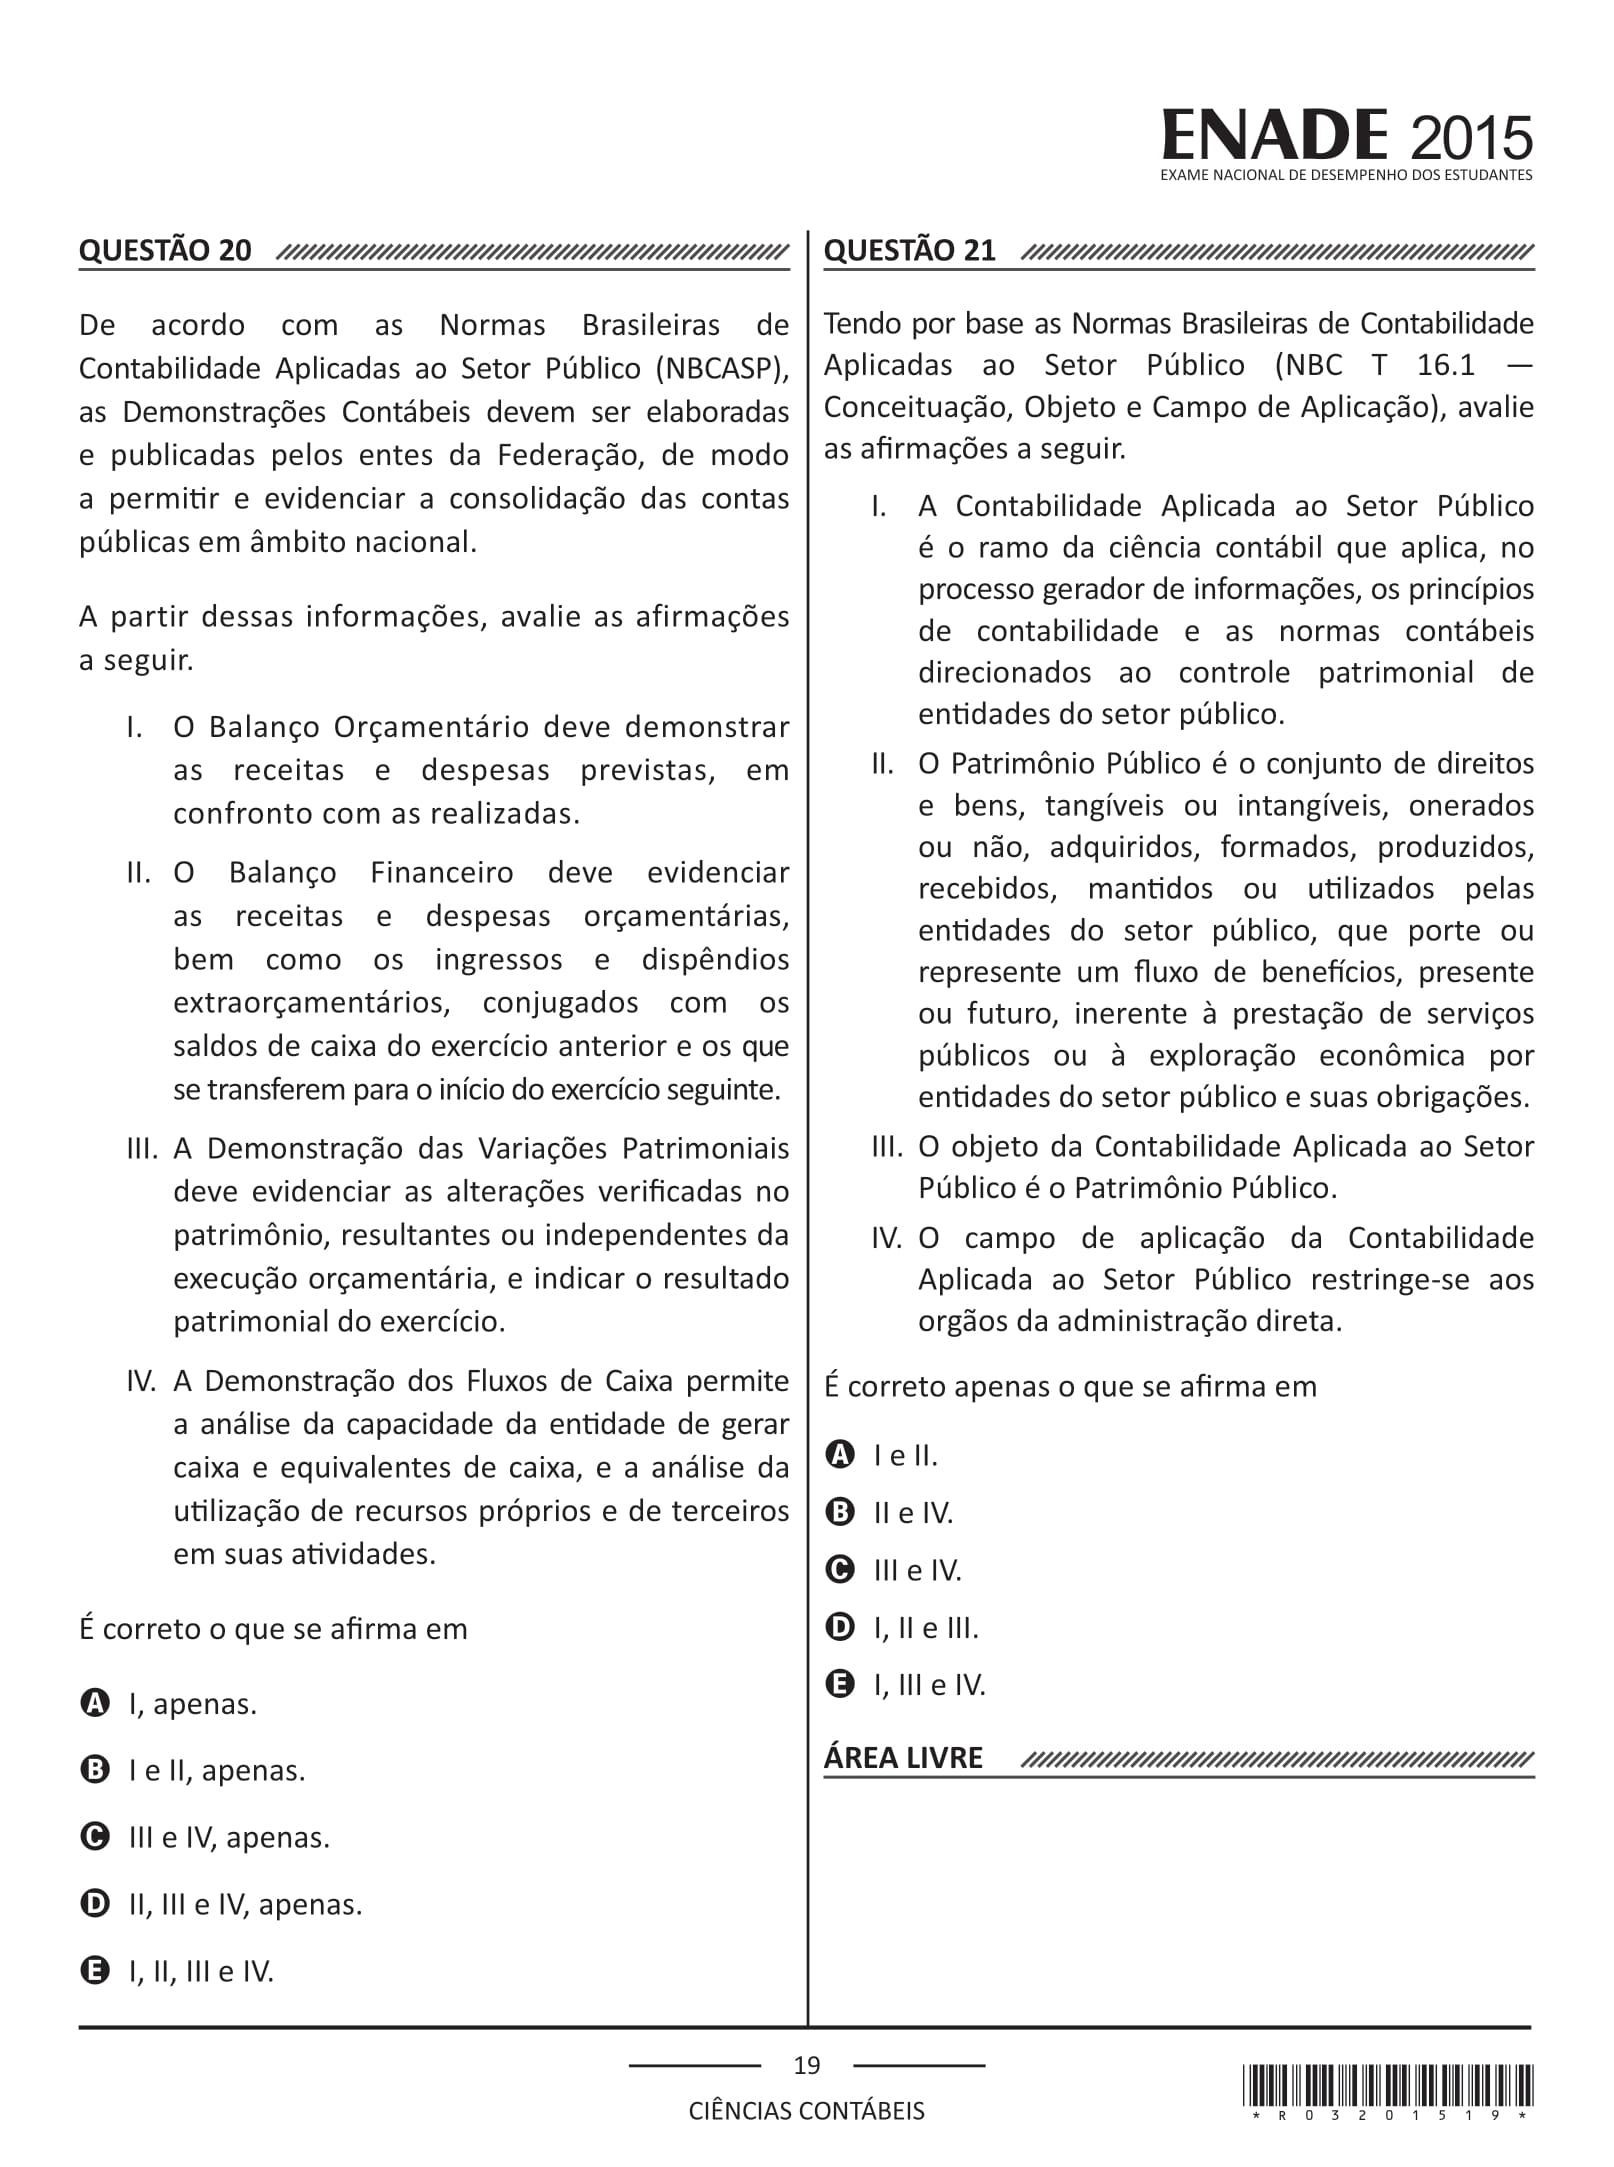 ENADE 2015
EXAME NACIONAL DE DESEMPENHO DOS ESTUDANTES
QUESTÃO 20
De acordo com as Normas Brasileiras de
Contabilidade Aplicadas ao Setor Público (NBCASP),
as Demonstrações Contábeis devem ser elaboradas
e publicadas pelos entes da Federação, de modo
a permitir e evidenciar a consolidação das contas
públicas em âmbito nacional.
A partir dessas informações, avalie as afirmações
a seguir.
I. O Balanço Orçamentário deve demonstrar
as receitas e despesas previstas, em
confronto com as realizadas.
II. O Balanço Financeiro deve evidenciar
as receitas e despesas orçamentárias,
bem como os ingressos e dispêndios
extraorçamentários, conjugados com os
saldos de caixa do exercício anterior e os que
se transferem para o início do exercício seguinte.
III. A Demonstração das Variações Patrimoniais
deve evidenciar as alterações verificadas no
patrimônio, resultantes ou independentes da
execução orçamentária, e indicar o resultado
patrimonial do exercício.
IV. A Demonstração dos Fluxos de Caixa permite
a análise da capacidade da entidade de gerar
caixa e equivalentes de caixa, e a análise da
utilização de recursos próprios e de terceiros
em suas atividades.
É correto o que se afirma em
A I, apenas.
B I e II, apenas.
C III e IV, apenas.
D II, III e IV, apenas.
E I, II, III e IV.
QUESTÃO 21
Tendo por base as Normas Brasileiras de Contabilidade
Aplicadas ao Setor Público (NBC T 16.1 —
Conceituação, Objeto e Campo de Aplicação), avalie
as afirmações a seguir.
I. A Contabilidade Aplicada ao Setor Público
é o ramo da ciência contábil que aplica, no
processo gerador de informações, os princípios
de contabilidade e as normas contábeis
direcionados ao controle patrimonial de
entidades do setor público.
II. O Patrimônio Público é o conjunto de direitos
e bens, tangíveis ou intangíveis, onerados
ou não, adquiridos, formados, produzidos,
recebidos, mantidos ou utilizados pelas
entidades do setor público, que porte ou
represente um fluxo de benefícios, presente
ou futuro, inerente à prestação de serviços
públicos ou à exploração econômica por
entidades do setor público e suas obrigações.
III. O objeto da Contabilidade Aplicada ao Setor
Público é o Patrimônio Público.
IV. O campo de aplicação da Contabilidade
Aplicada ao Setor Público restringe-se aos
orgãos da administração direta.
É correto apenas o que se afirma em
A I e II.
B II e IV.
C III e IV.
D I, II e III.
E I, III e IV.
ÁREA LIVRE
19
CIÊNCIAS CONTÁBEIS
* R 0 3 2 0 1 5 1 9 *